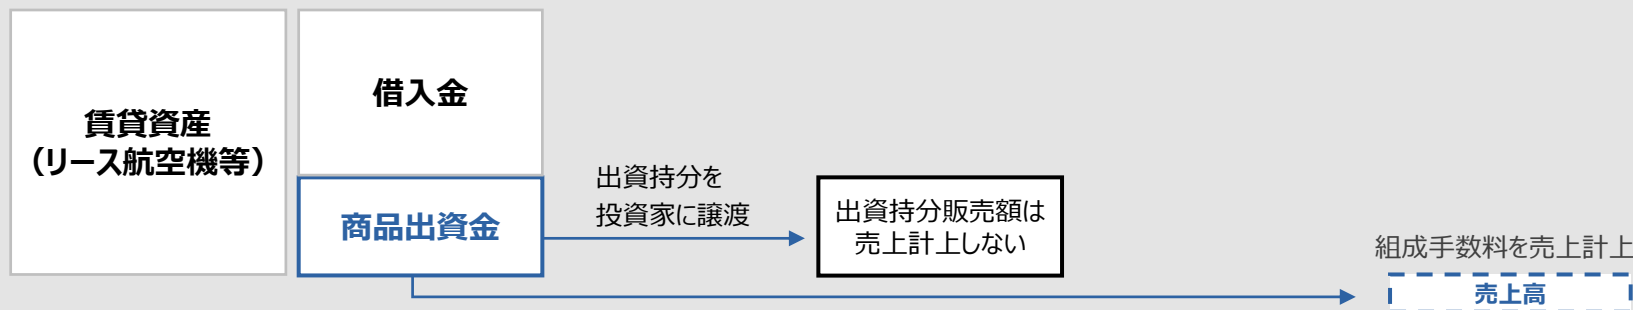 賃貸資産
（リース航空機等）
借入金
商品出資金
出資持分を
投資家に譲渡
出資持分販売額は
売上計上しない
組成手数料を売上計上
売上高